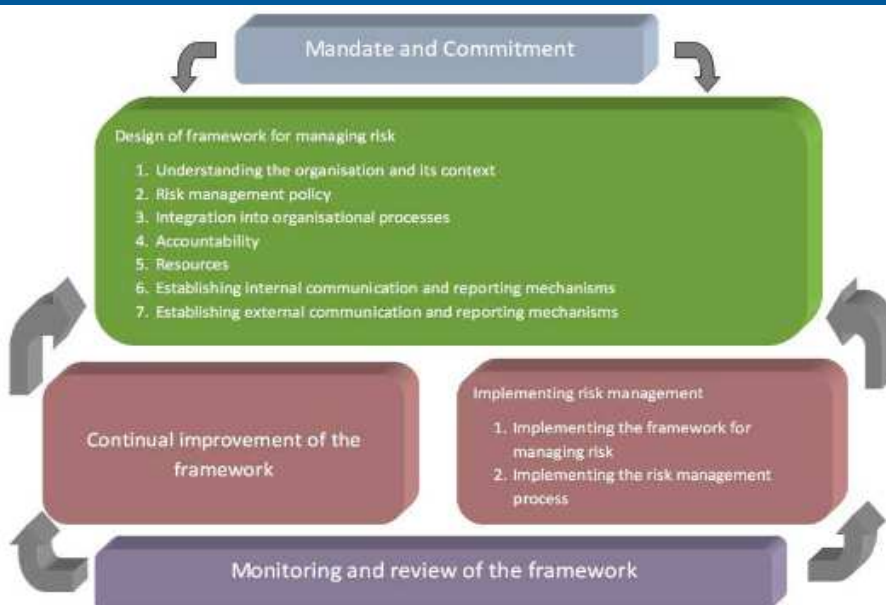 Mandate and Commitment
Design of framework for managing risk
1. Understanding the organisation and its context
2. Risk management policy
3. Integration into organisational processes
4. Accountability
5. Resources
6. Establishing internal communication and reporting mechanisms
7. Establishing external communication and reporting mechanisms
Continual improvement of the
framework
Implementing risk management
1. Implementing the framework for
managing risk
2. Implementing the risk management
process
Monitoring and review of the framework